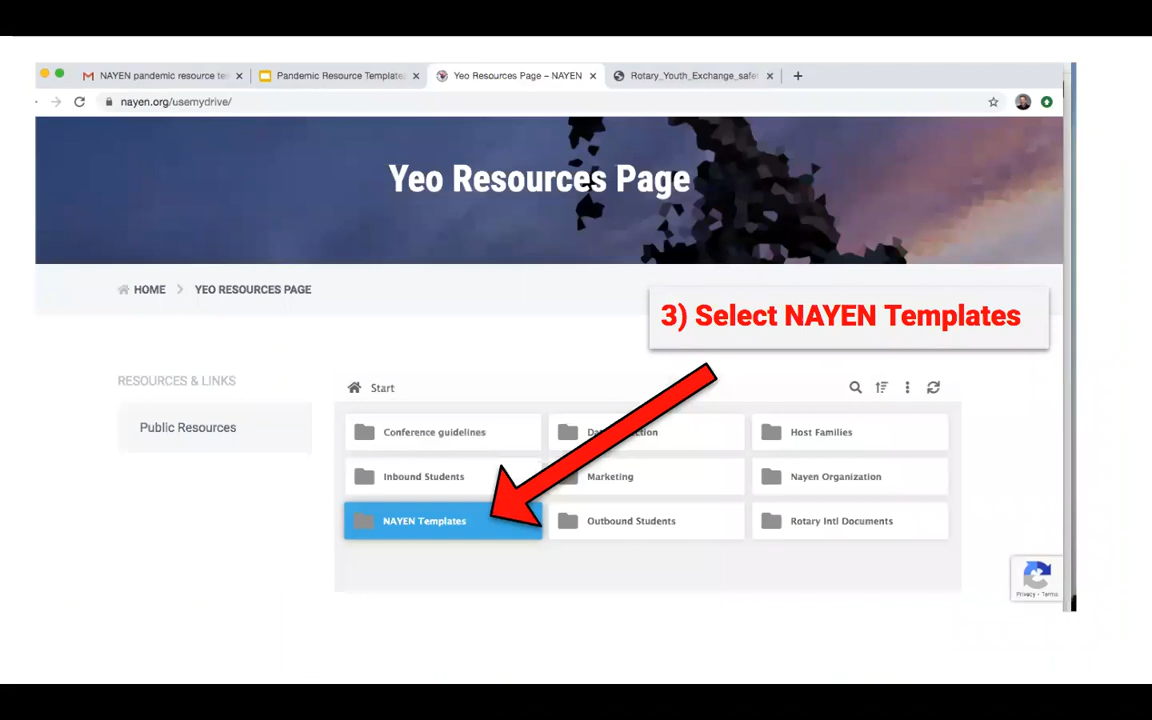 NAYEN pandemic resource te
Pandemic Resource Template
Yeo Resources Page – NAYEN
Rotary_Youth_Exchange_safe
nayen.org/usemydrive/
Yeo Resources Page
HOME
YEO RESOURCES PAGE
3) Select NAYEN Templates
RESOURCES & LINKS
Public Resources
Start
Conference guidelines
Host Families
Inbound Students
Marketing
Nayen Organization
NAYEN Templates
Outbound Students
Rotary Intl Documents
Privacy - Terms